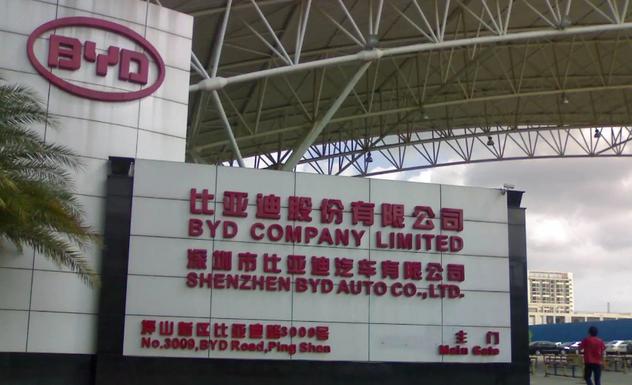 BYD
比亚迪股份有限公司
BYD COMPANY LIMITED
深圳市比亚迪汽车有限公司
SHENZHEN BYD AUTO CO.,LTD.
坪山新区比亚迪路3009号
No.3009,BYD Road,Ping Shan
主 门
Main Gate